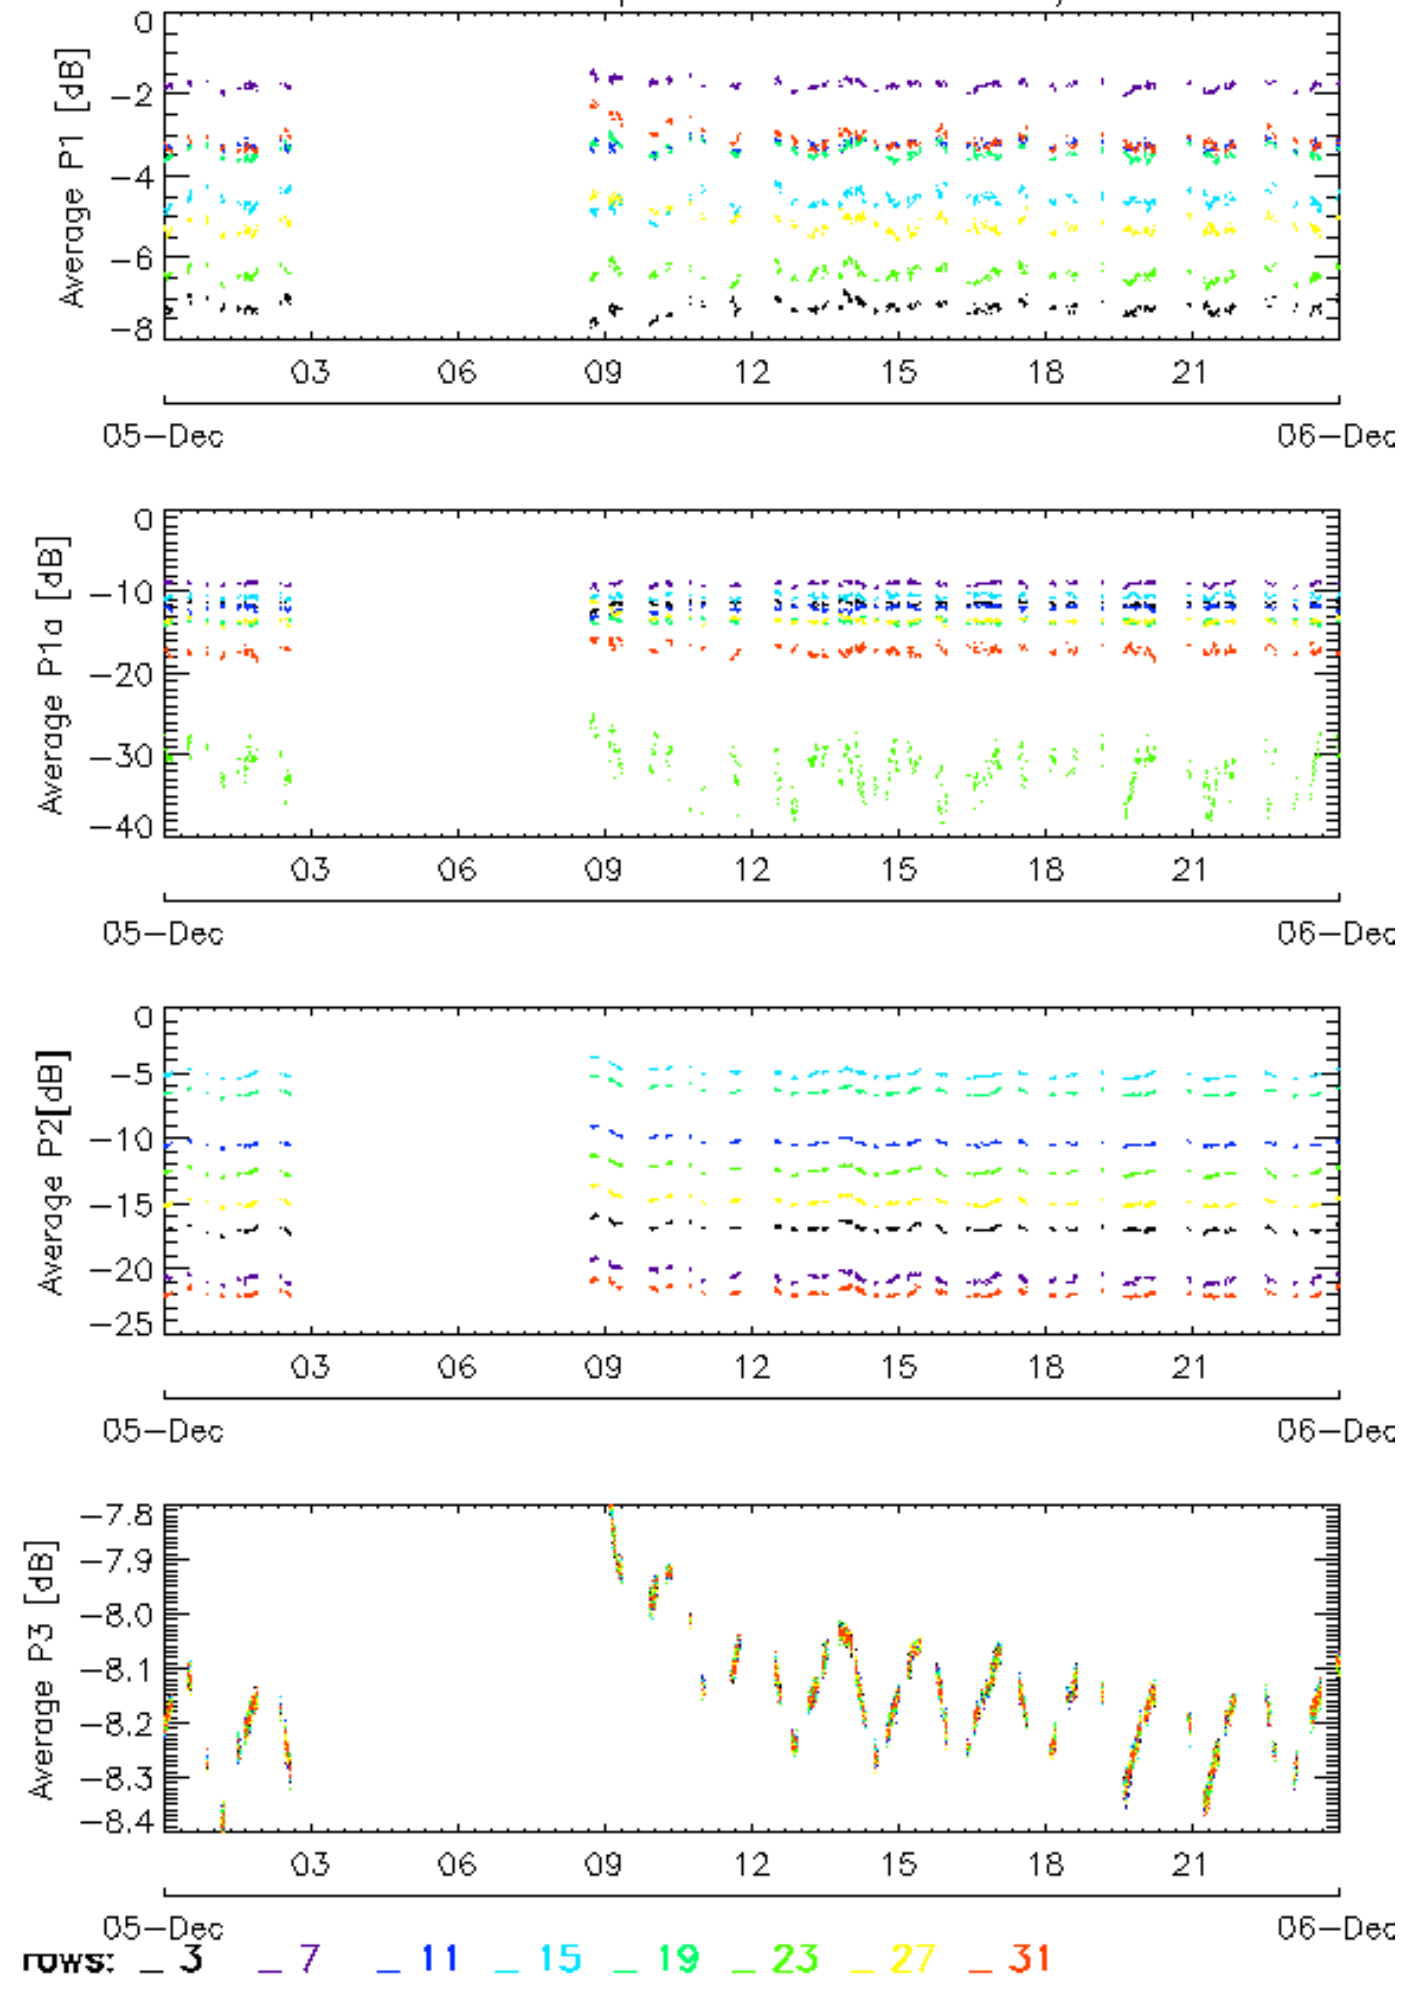 0
-2
-4
-6
-8
Average P1 [dB]
03 06 09 12 15 18 21
05-Dec 06-Dec
0
-10
-20
-30
-40
Average P1a [dB]
03 06 09 12 15 18 21
05-Dec 06-Dec
0
-5
-10
-15
-20
-25
Average P2[dB]
03 06 09 12 15 18 21
05-Dec 06-Dec
-7.8
-7.9
-8.0
-8.1
-8.2
-8.3
-8.4
Average P3 [dB]
03 06 09 12 15 18 21
05-Dec 06-Dec
rows: _ 3 _ 7 _ 11 _ 15 _ 19 _ 23 _ 27 _ 31